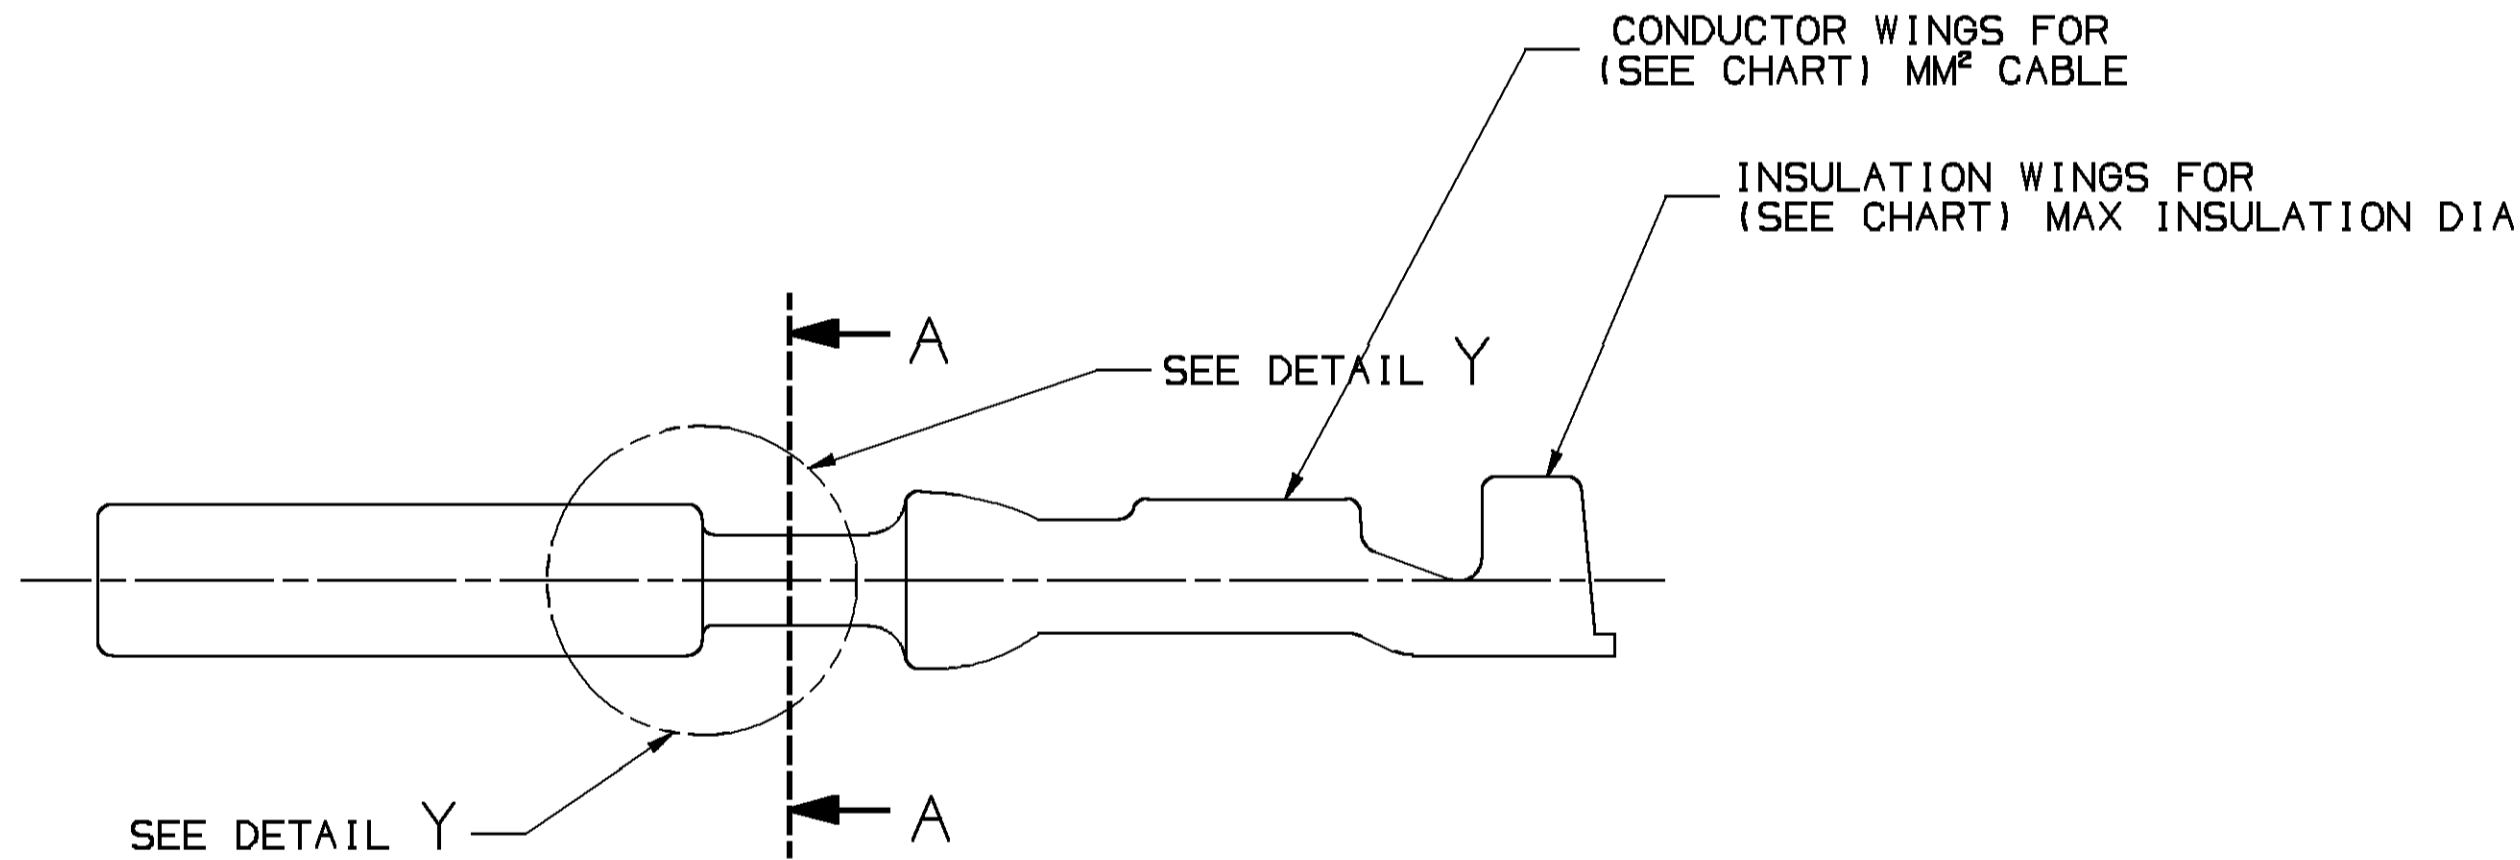 CONDUCTOR WINGS FOR
(SEE CHART) MM² CABLE
INSULATION WINGS FOR
(SEE CHART) MAX INSULATION DIA
A
SEE DETAIL Y
A
SEE DETAIL Y